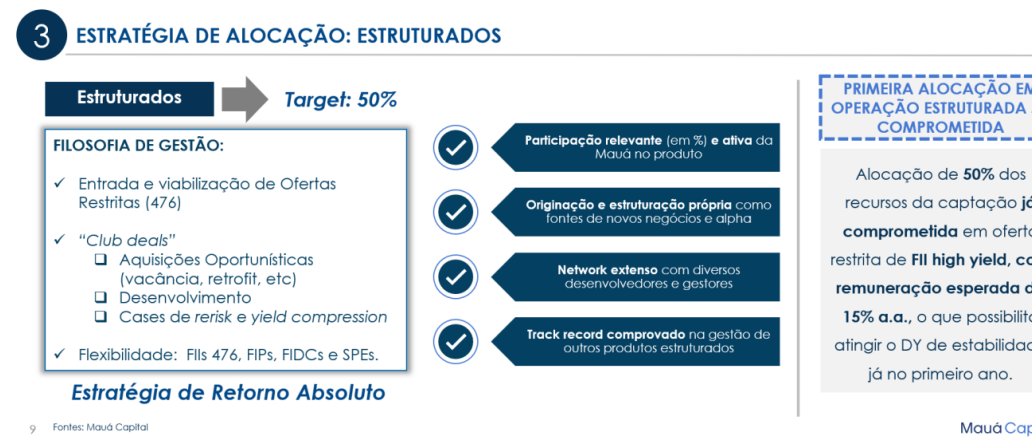 3
ESTRATÉGIA DE ALOCAÇÃO: ESTRUTURADOS
Estruturados
Target: 50%
FILOSOFIA DE GESTÃO:
✓ Entrada e viabilização de Ofertas
Restritas (476)
✓ “Club deals”
❑ Aquisições Oportunísticas
(vacância, retrofit, etc)
❑ Desenvolvimento
❑ Cases de rerisk e yield compression
✓ Flexibilidade: FIIs 476, FIPs, FIDCs e SPEs.
Estratégia de Retorno Absoluto
Participação relevante (em %) e ativa da
Mauá no produto
Originação e estruturação própria como
fontes de novos negócios e alpha
Network extenso com diversos
desenvolvedores e gestores
Track record comprovado na gestão de
outros produtos estruturados
PRIMEIRA ALOCAÇÃO EM
OPERAÇÃO ESTRUTURADA
COMPROMETIDA
Alocação de 50% dos
recursos da captação já
comprometida em oferta
restrita de FII high yield,
remuneração esperada
15% a.a., o que possibilita
atingir o DY de
já no primeiro ano.
9
Fontes: Mauá Capital
Mauá